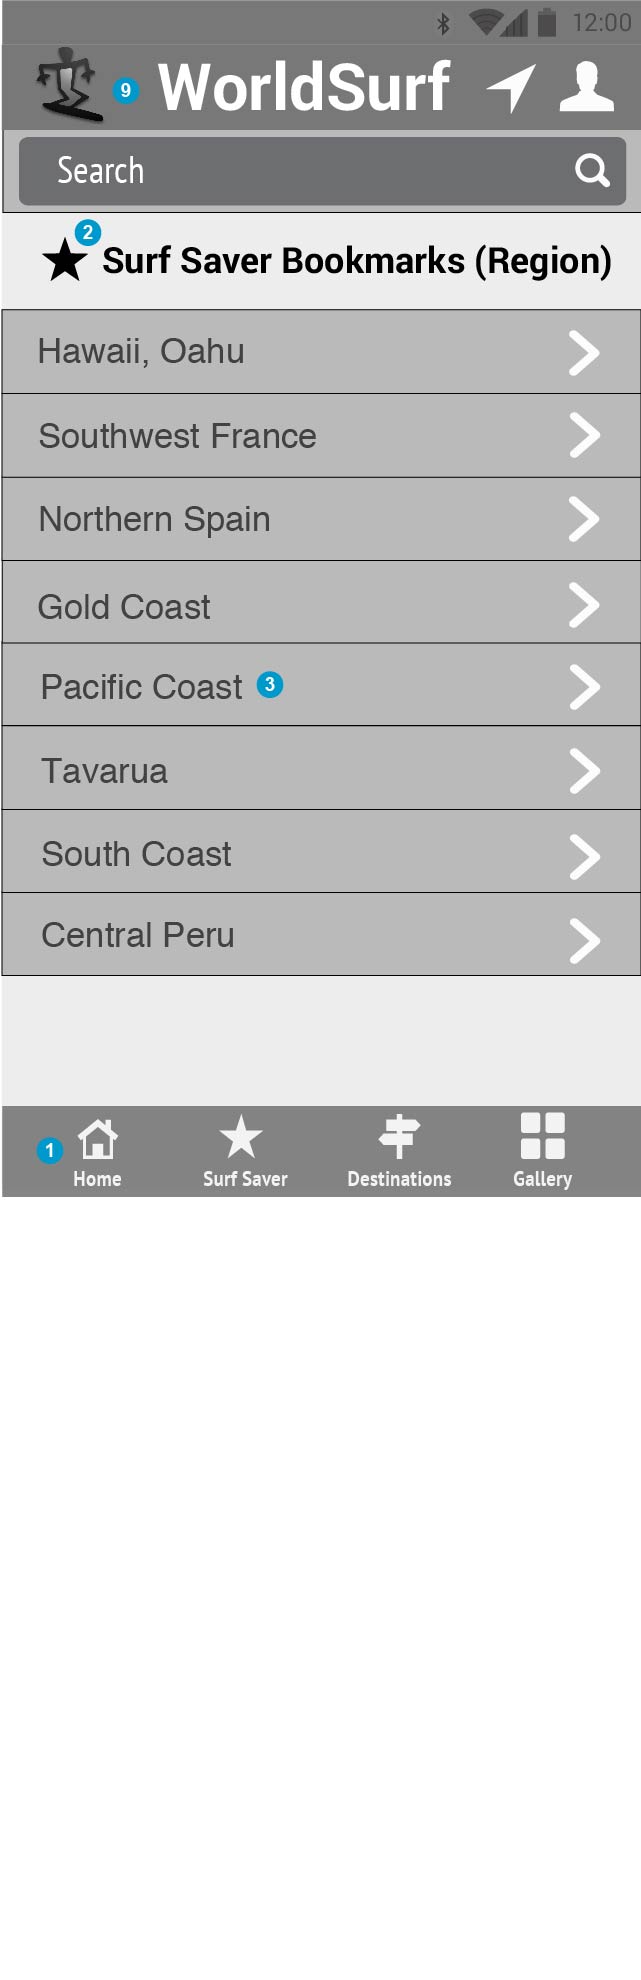 12:00
9 WorldSurf
Search
2
Surf Saver Bookmarks (Region)
Hawaii, Oahu
Southwest France
Northern Spain
Gold Coast
Pacific Coast 3
Tavarua
South Coast
Central Peru
1
Home Surf Saver Destinations Gallery